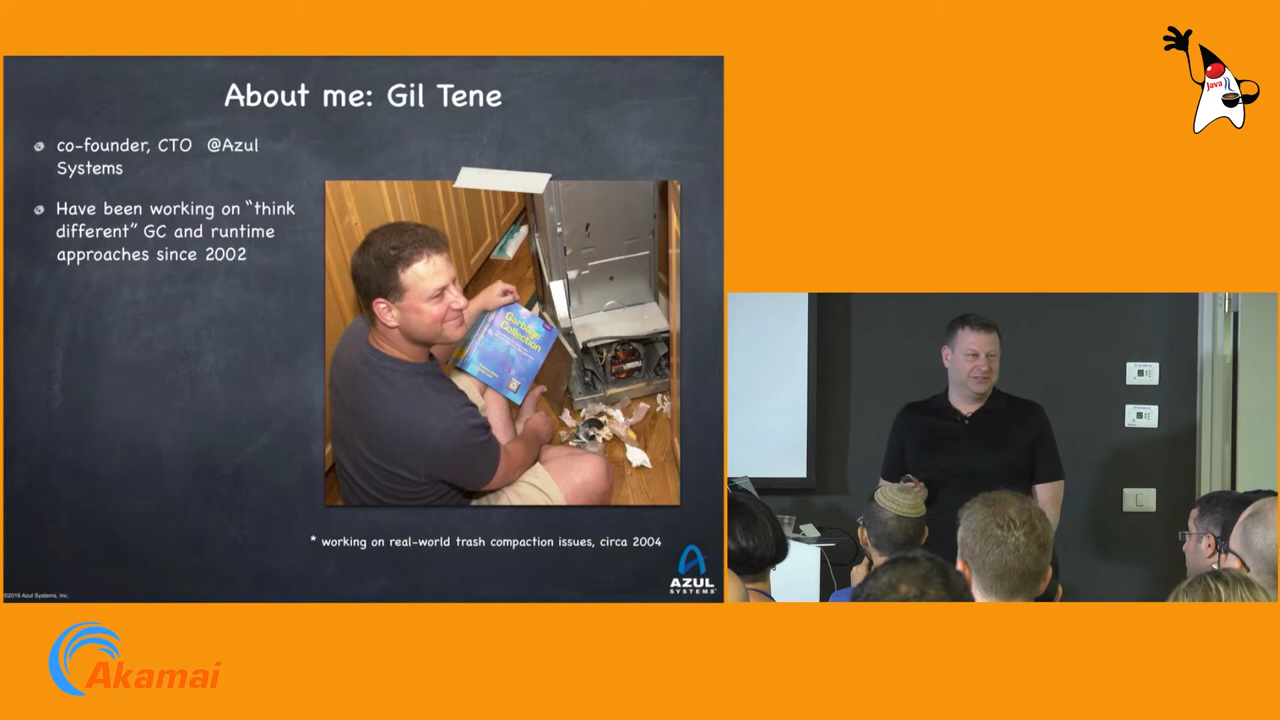 About me: Gil Tene
co-founder, CTO @Azul
Systems
Have been working on “think
different” GC and runtime
approaches since 2002
Garbage
Collection
* working on real-world trash compaction issues, circa 2004
AZUL
SYSTEMS
©2016 Azul Systems, Inc.
Java
Akamai